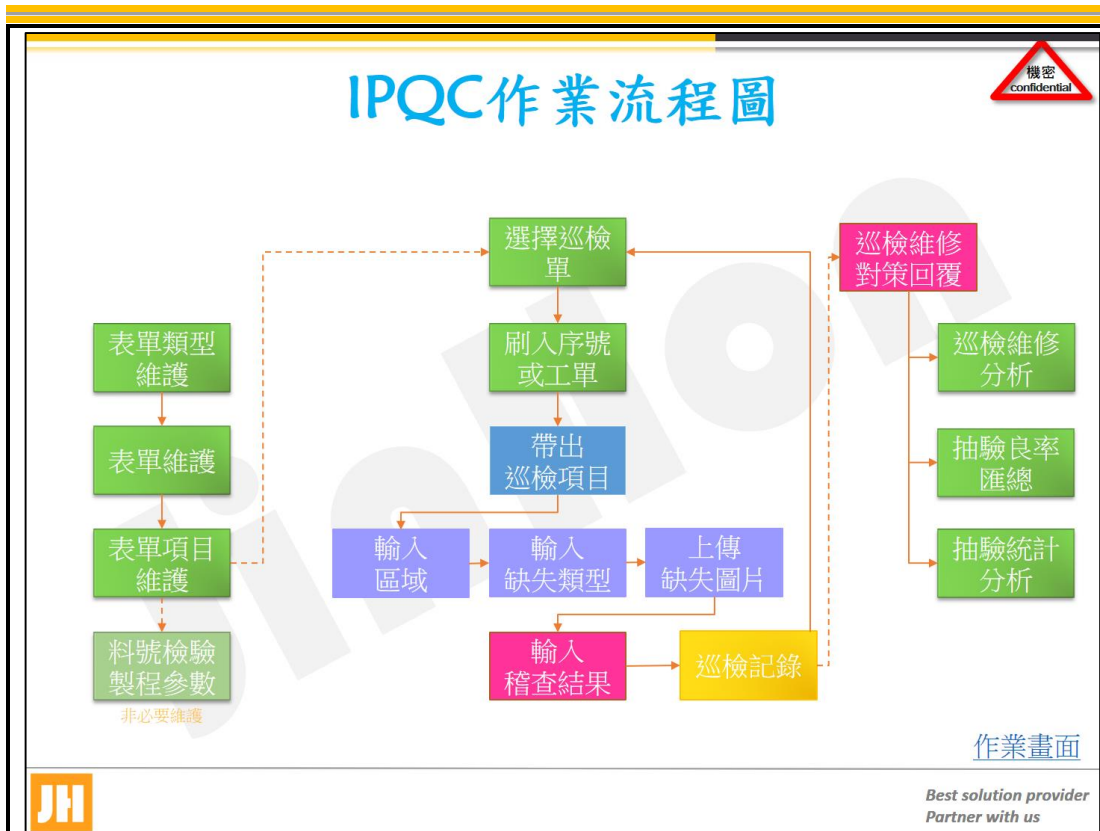 機密
confidential
IPQC作業流程圖
選擇巡檢
單
巡檢維修
對策回覆
表單類型
維護
刷入序號
或工單
巡檢維修
分析
表單維護
帶出
巡檢項目
抽驗良率
匯總
表單項目
維護
輸入
區域
輸入
缺失類型
上傳
缺失圖片
抽驗統計
分析
料號檢驗
製程參數
非必要維護
輸入
稽查結果
巡檢記錄
JinHon
作業畫面
JH
Best solution provider
Partner with us